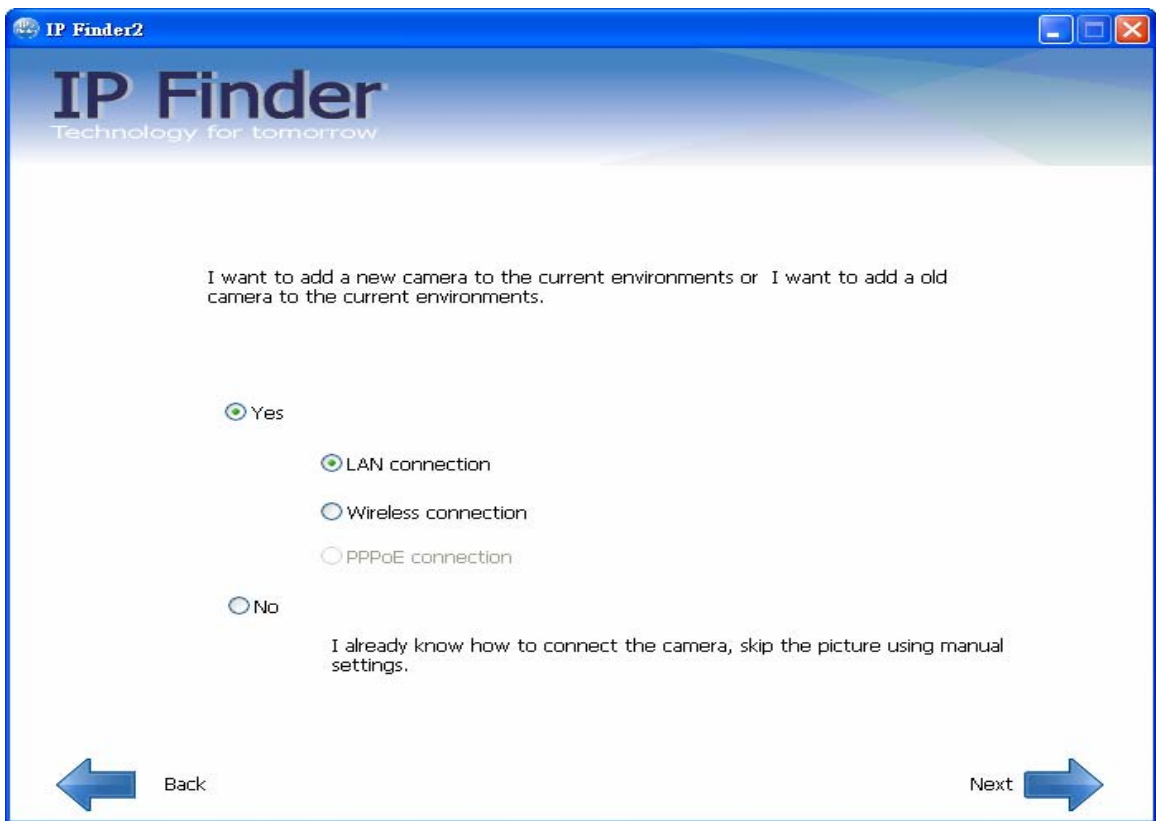 IP Finder2
IP Finder
Technology for tomorrow
I want to add a new camera to the current environments or  I want to add a old
camera to the current environments.
Yes
LAN connection
Wireless connection
PPPoE connection
No
I already know how to connect the camera, skip the picture using manual
settings.
Back
Next